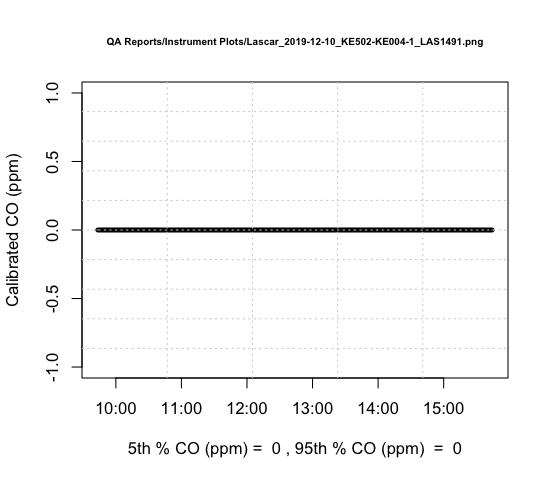 QA Reports/Instrument Plots/Lascar_2019-12-10_KE502-KE004-1_LAS1491.png
Calibrated CO (ppm)
1.0
0.5
0.0
-0.5
-1.0
10:00 11:00 12:00 13:00 14:00 15:00
5th % CO (ppm) =  0 , 95th % CO (ppm)  =  0